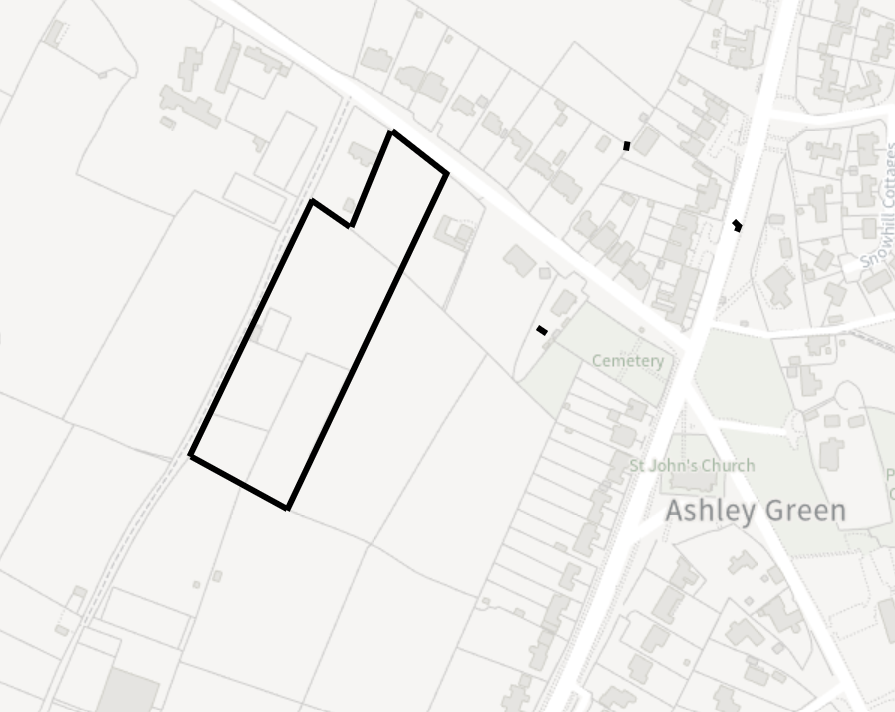 Snowhill Cottages
Cemetery
St John's Church
Ashley Green